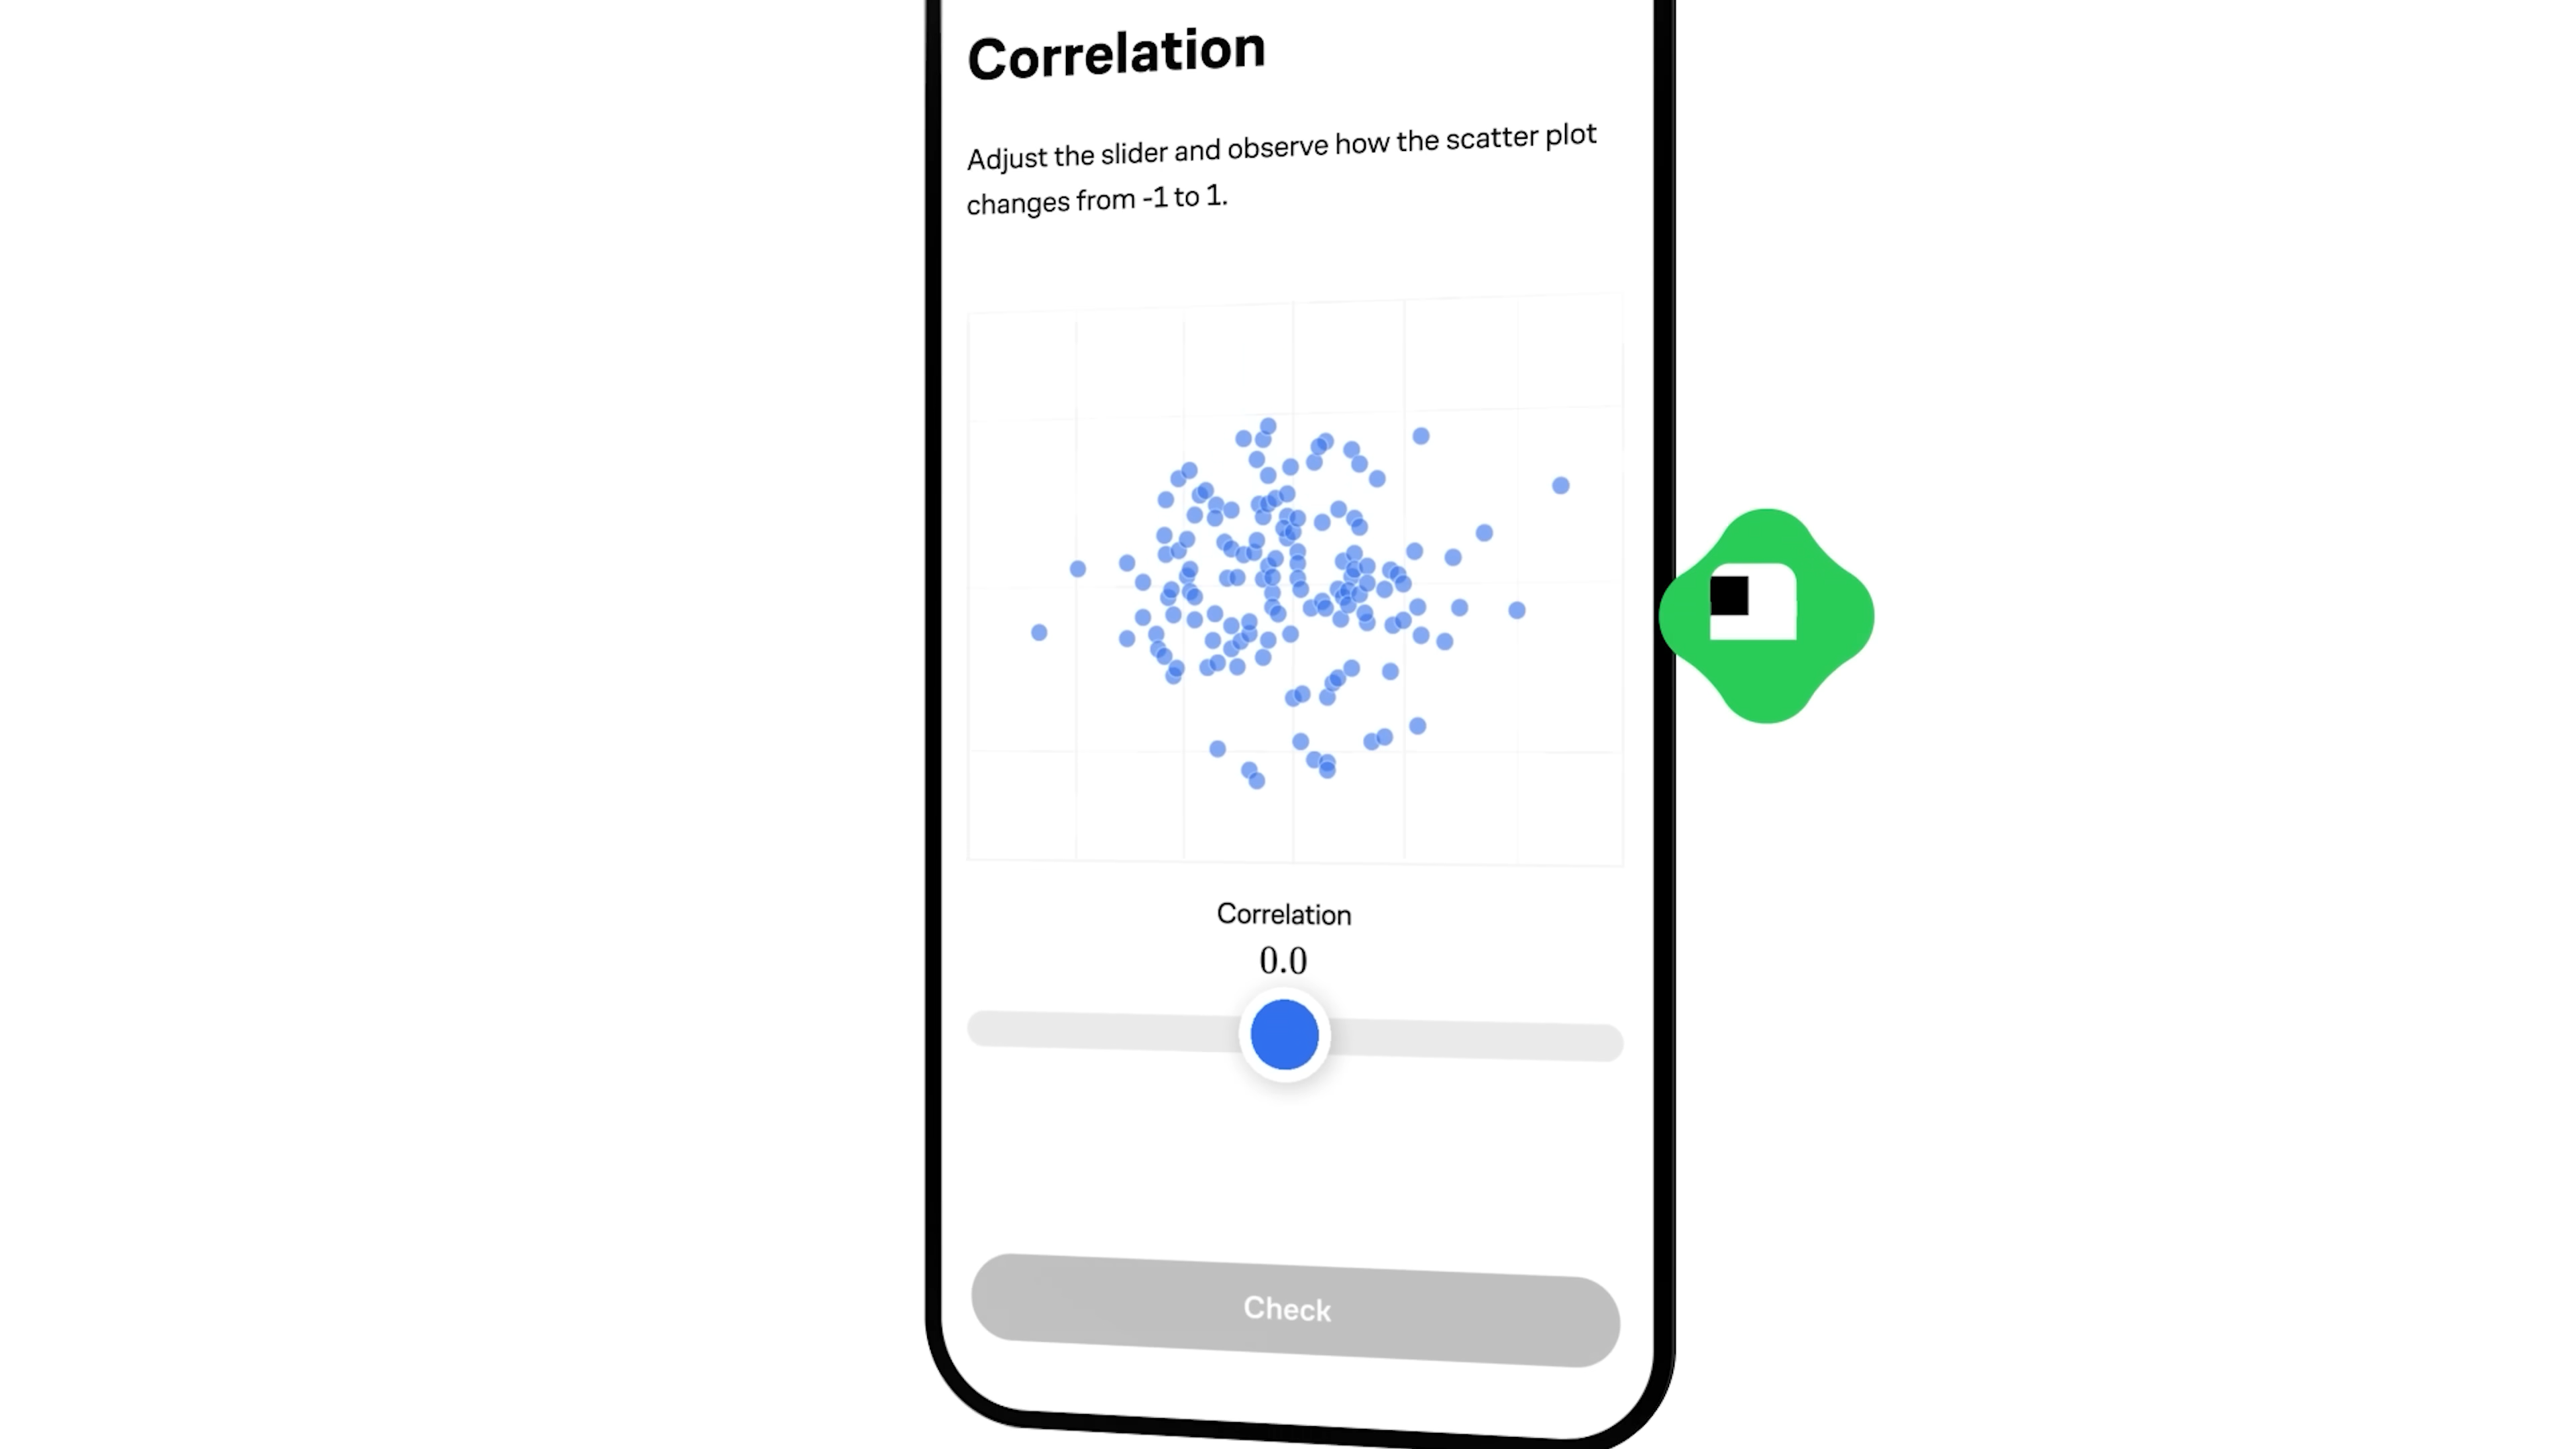 Correlation
Adjust the slider and observe how the scatter plot
changes from -1 to 1.
Correlation
0.0
Check